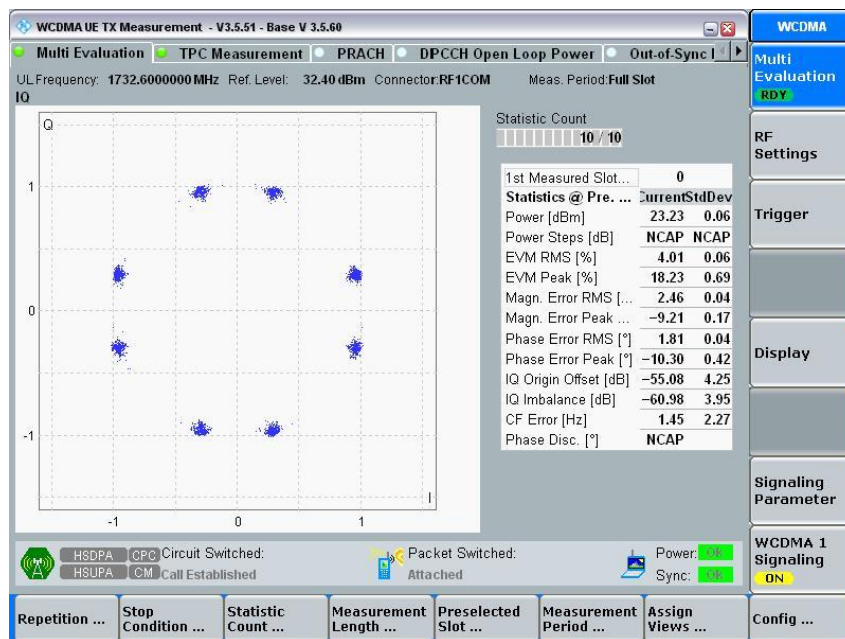 WCDMA UE TX Measurement - V3.5.51 - Base V 3.5.60
WCDMA
Multi Evaluation
TPC Measurement
PRACH
DPCCH Open Loop Power
Out-of-Sync
UL Frequency: 1732.6000000 MHz Ref. Level: 32.40 dBm Connector: RF1COM Meas. Period: Full Slot
IQ
Q
1
0
-1
-1 0 1
I
Statistic Count
10 / 10
1st Measured Slot... 0
Statistics @ Pre. ... Current StdDev
Power [dBm] 23.23 0.06
Power Steps [dB] NCAP NCAP
EVM RMS [%] 4.01 0.06
EVM Peak [%] 18.23 0.69
Magn. Error RMS [... 2.46 0.04
Magn. Error Peak ... −9.21 0.17
Phase Error RMS [°] 1.81 0.04
Phase Error Peak [°] −10.30 0.42
IQ Origin Offset [dB] −55.08 4.25
IQ Imbalance [dB] −60.98 3.95
CF Error [Hz] 1.45 2.27
Phase Disc. [°] NCAP
Multi Evaluation
RDY
RF Settings
Trigger
Display
Signaling Parameter
WCDMA 1 Signaling
ON
HSDPA CPC Circuit Switched:
HSUPA CM Call Established
Packet Switched:
Attached
Power: OK
Sync: OK
Repetition ...
Stop Condition ...
Statistic Count ...
Measurement Length ...
Preselected Slot ...
Measurement Period ...
Assign Views ...
Config ...